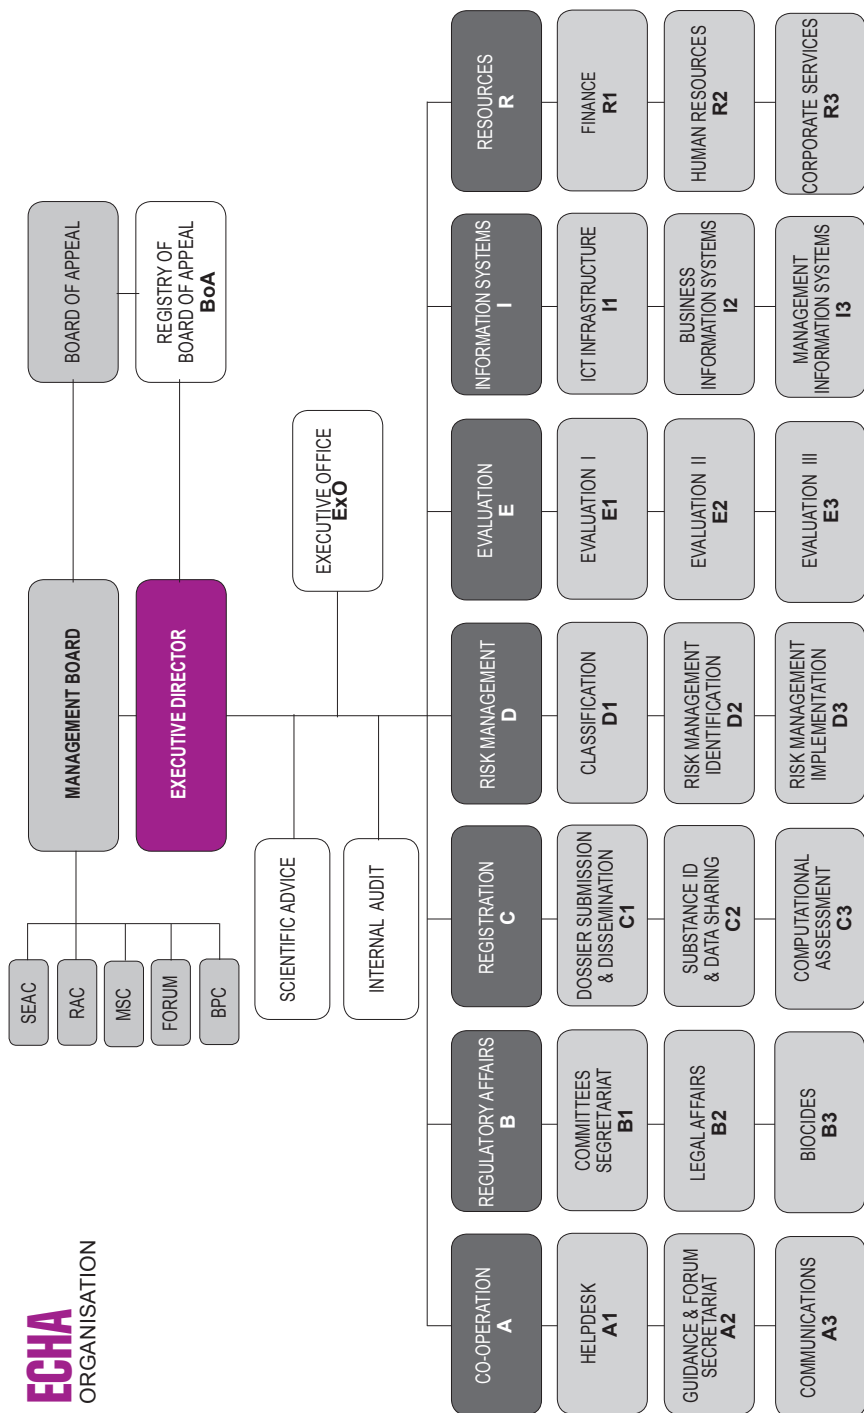 ECHA
ORGANISATION
SEAC
RAC
MSC
FORUM
BPC
MANAGEMENT BOARD
BOARD OF APPEAL
EXECUTIVE DIRECTOR
REGISTRY OF
BOARD OF APPEAL
BoA
SCIENTIFIC ADVICE
EXECUTIVE OFFICE
ExO
INTERNAL AUDIT
CO-OPERATION
A
HELPDESK
A1
GUIDANCE & FORUM
SECRETARIAT
A2
COMMUNICATIONS
A3
REGULATORY AFFAIRS
B
COMMITTEES
SEGRETARIAT
B1
LEGAL AFFAIRS
B2
BIOCIDES
B3
REGISTRATION
C
DOSSIER SUBMISSION
& DISSEMINATION
C1
SUBSTANCE ID
& DATA SHARING
C2
COMPUTATIONAL
ASSESSMENT
C3
RISK MANAGEMENT
D
CLASSIFICATION
D1
RISK MANAGEMENT
IDENTIFICATION
D2
RISK MANAGEMENT
IMPLEMENTATION
D3
EVALUATION
E
EVALUATION I
E1
EVALUATION II
E2
EVALUATION III
E3
INFORMATION SYSTEMS
I
ICT INFRASTRUCTURE
I1
BUSINESS
INFORMATION SYSTEMS
I2
MANAGEMENT
INFORMATION SYSTEMS
I3
RESOURCES
R
FINANCE
R1
HUMAN RESOURCES
R2
CORPORATE SERVICES
R3